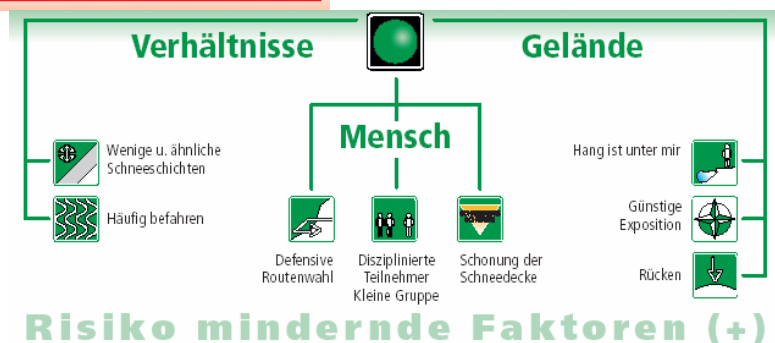 Verhältnisse
Gelände
Mensch
Wenige u. ähnliche
Schneeschichten
Häufig befahren
Defensive
Routenwahl
Disziplinierte
Teilnehmer
Kleine Gruppe
Schonung der
Schneedecke
Hang ist unter mir
Günstige
Exposition
Rücken
Risiko mindernde Faktoren (+)